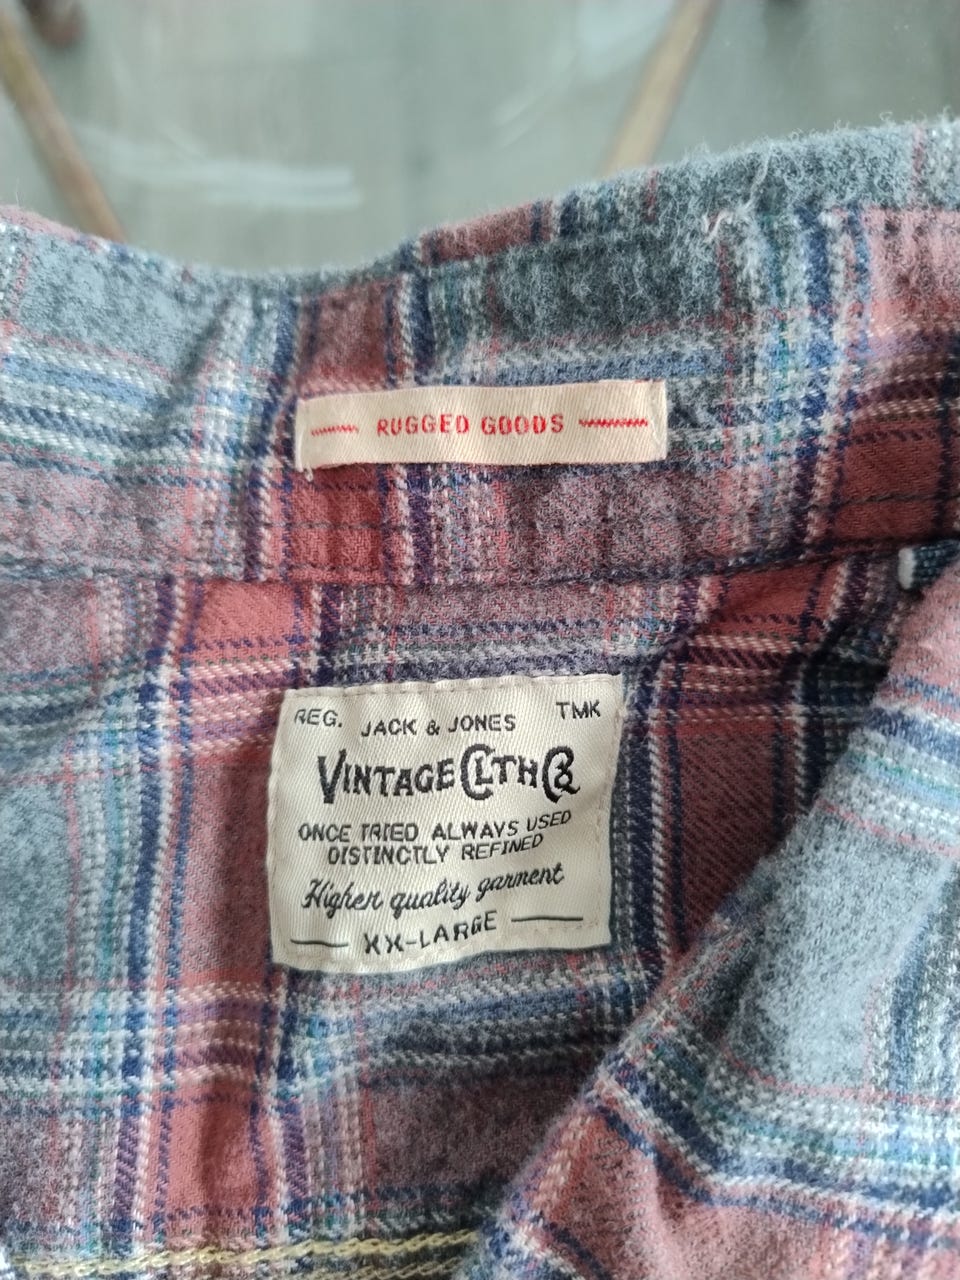 RUGGED GOODS
REG. JACK & JONES TMK
VINTAGE CLTH CO
ONCE TRIED ALWAYS USED
DISTINCTLY REFINED
Higher quality garment
XX-LARGE